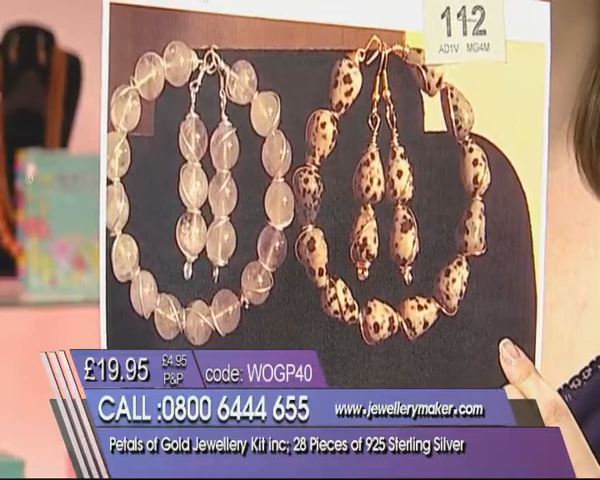 112
AD1V MG4M
£19.95 £4.95 P&P code: WOGP40
CALL :0800 6444 655 www.jewellerymaker.com
Petals of Gold Jewellery Kit inc; 28 Pieces of 925 Sterling Silver